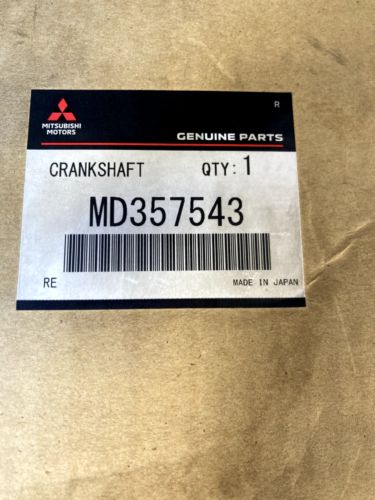 R
MITSUBISHI
MOTORS
GENUINE PARTS
CRANKSHAFT QTY: 1
MD357543
RE MADE IN JAPAN